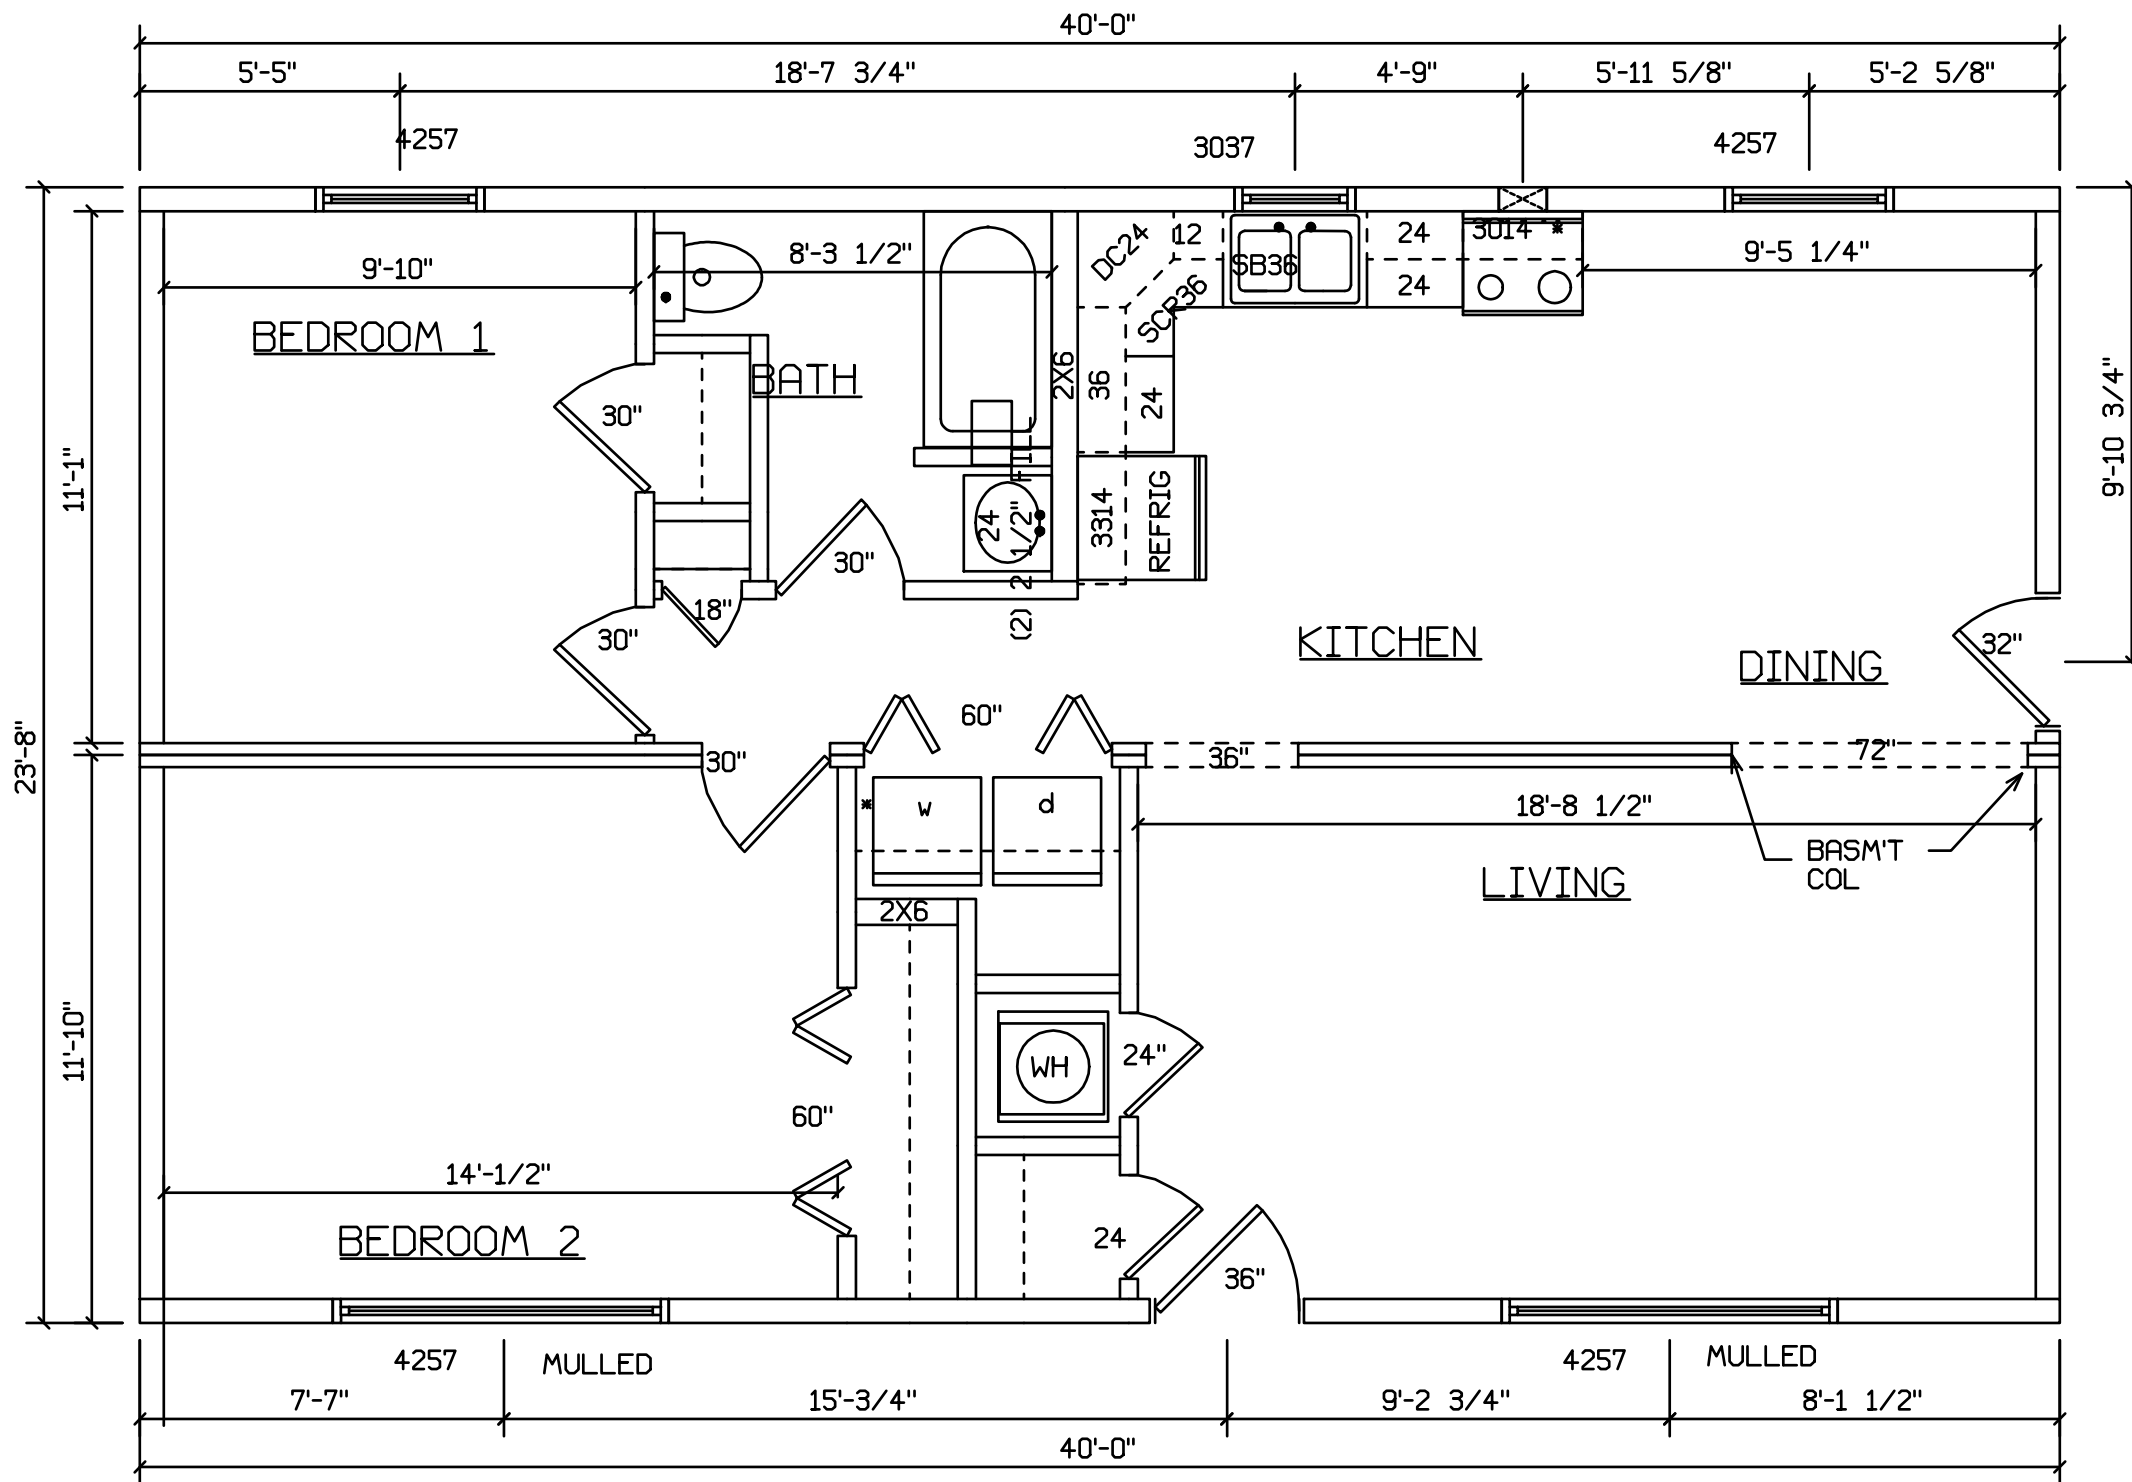 40'-0"
5'-5"
18'-7 3/4"
4'-9"
5'-11 5/8"
5'-2 5/8"
4257
3037
4257
9'-10"
8'-3 1/2"
DC24
12
SB36
24
3014 *
9'-5 1/4"
24
SCR36
BEDROOM 1
BATH
2X6
36
24
9'-10 3/4"
30"
11'-1"
24
(2) 2 1/2"
3314
REFRIG
30"
18"
30"
KITCHEN
DINING
32"
60"
23'-8"
30"
36"
72"
*
w
d
18'-8 1/2"
BASM'T
COL
LIVING
2X6
11'-10"
24"
WH
60"
14'-1/2"
BEDROOM 2
24
36"
4257
MULLED
4257
MULLED
7'-7"
15'-3/4"
9'-2 3/4"
8'-1 1/2"
40'-0"